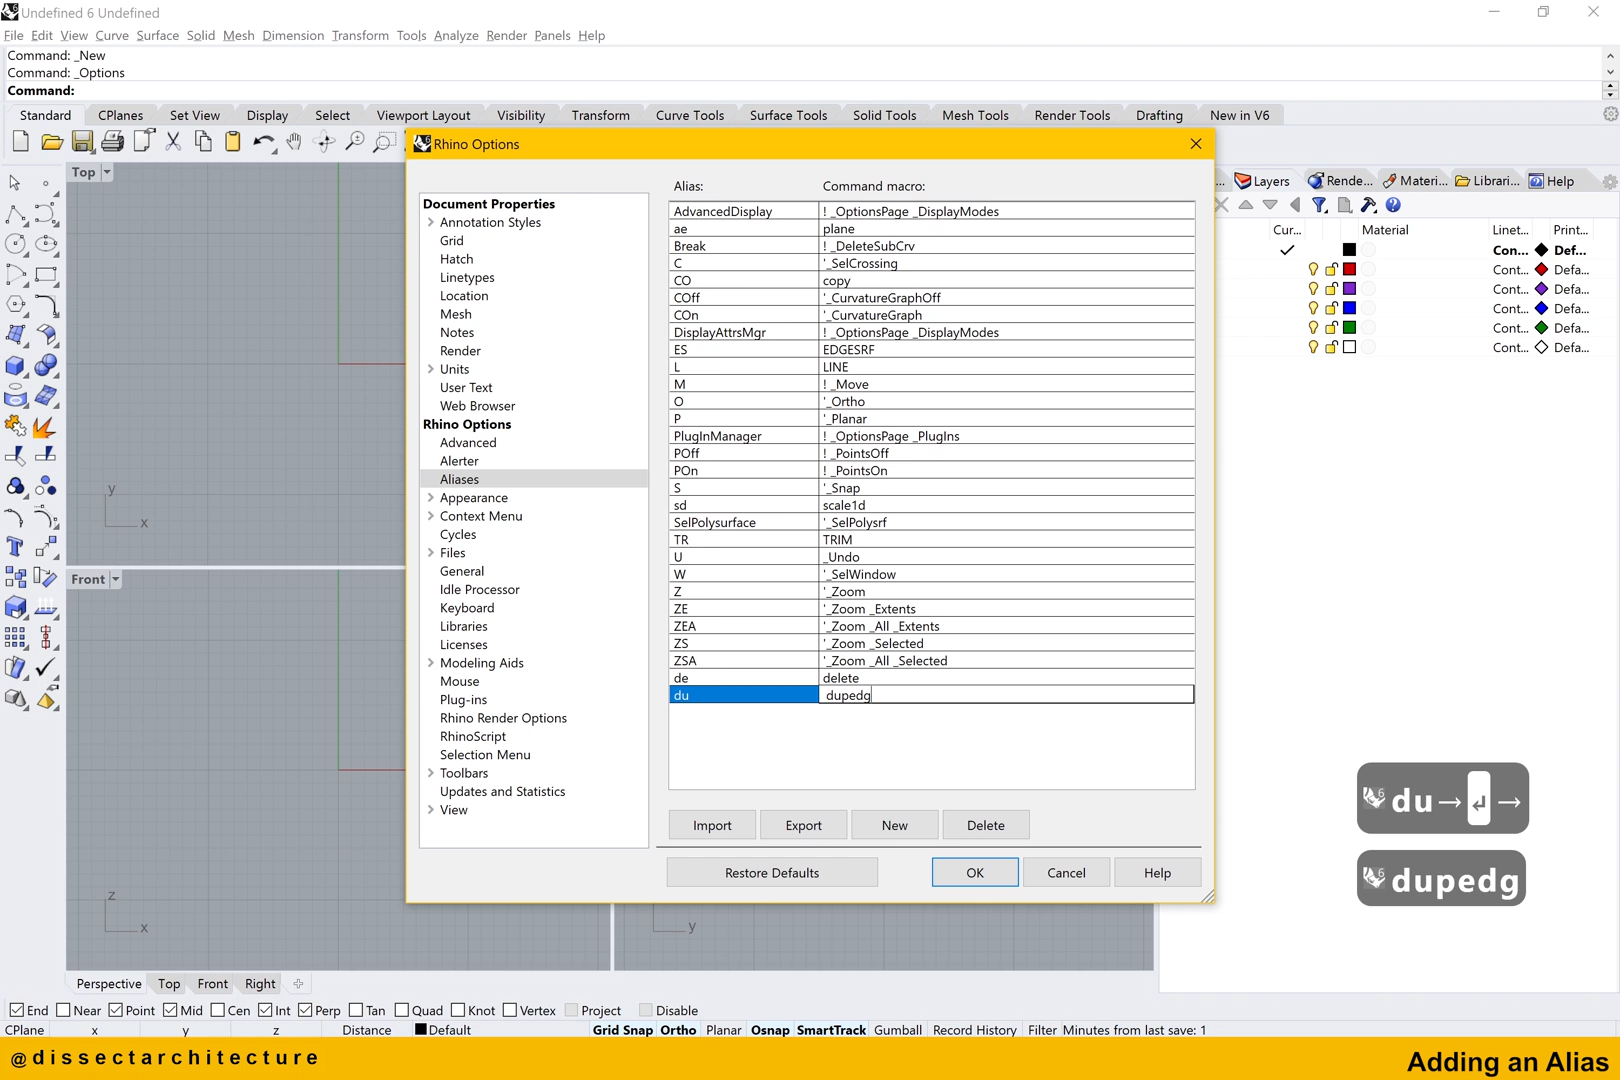 Undefined 6 Undefined
File Edit View Curve Surface Solid Mesh Dimension Transform Tools Analyze Render Panels Help
Command: _New
Command: _Options
Command:
Standard CPlanes Set View Display Select Viewport Layout Visibility Transform Curve Tools Surface Tools Solid Tools Mesh Tools Render Tools Drafting New in V6
Rhino Options
Top
... Layers Rende... Materi... Librari... Help
Cur... Material Linet... Print...
Con... Def...
Cont... Defa...
Cont... Defa...
Cont... Defa...
Cont... Defa...
Cont... Defa...
Document Properties
Annotation Styles
Grid
Hatch
Linetypes
Location
Mesh
Notes
Render
Units
User Text
Web Browser
Rhino Options
Advanced
Alerter
Aliases
Appearance
Context Menu
Cycles
Files
General
Idle Processor
Keyboard
Libraries
Licenses
Modeling Aids
Mouse
Plug-ins
Rhino Render Options
RhinoScript
Selection Menu
Toolbars
Updates and Statistics
View
Alias: Command macro:
AdvancedDisplay ! _OptionsPage _DisplayModes
ae plane
Break ! _DeleteSubCrv
C '_SelCrossing
CO copy
COff '_CurvatureGraphOff
COn '_CurvatureGraph
DisplayAttrsMgr ! _OptionsPage _DisplayModes
ES EDGESRF
L LINE
M ! _Move
O '_Ortho
P '_Planar
PlugInManager ! _OptionsPage _PlugIns
POff ! _PointsOff
POn ! _PointsOn
S '_Snap
sd scale1d
SelPolysurface '_SelPolysrf
TR TRIM
U _Undo
W '_SelWindow
Z '_Zoom
ZE '_Zoom _Extents
ZEA '_Zoom _All _Extents
ZS '_Zoom _Selected
ZSA '_Zoom _All _Selected
de delete
du dupedg
Import Export New Delete
Restore Defaults OK Cancel Help
y
x
Front
z
x
y
6 du→ ↵ →
6 dupedg
Perspective Top Front Right
End Near Point Mid Cen Int Perp Tan Quad Knot Vertex Project Disable
CPlane x y z Distance Default Grid Snap Ortho Planar Osnap SmartTrack Gumball Record History Filter Minutes from last save: 1
@dissectarchitecture
Adding an Alias